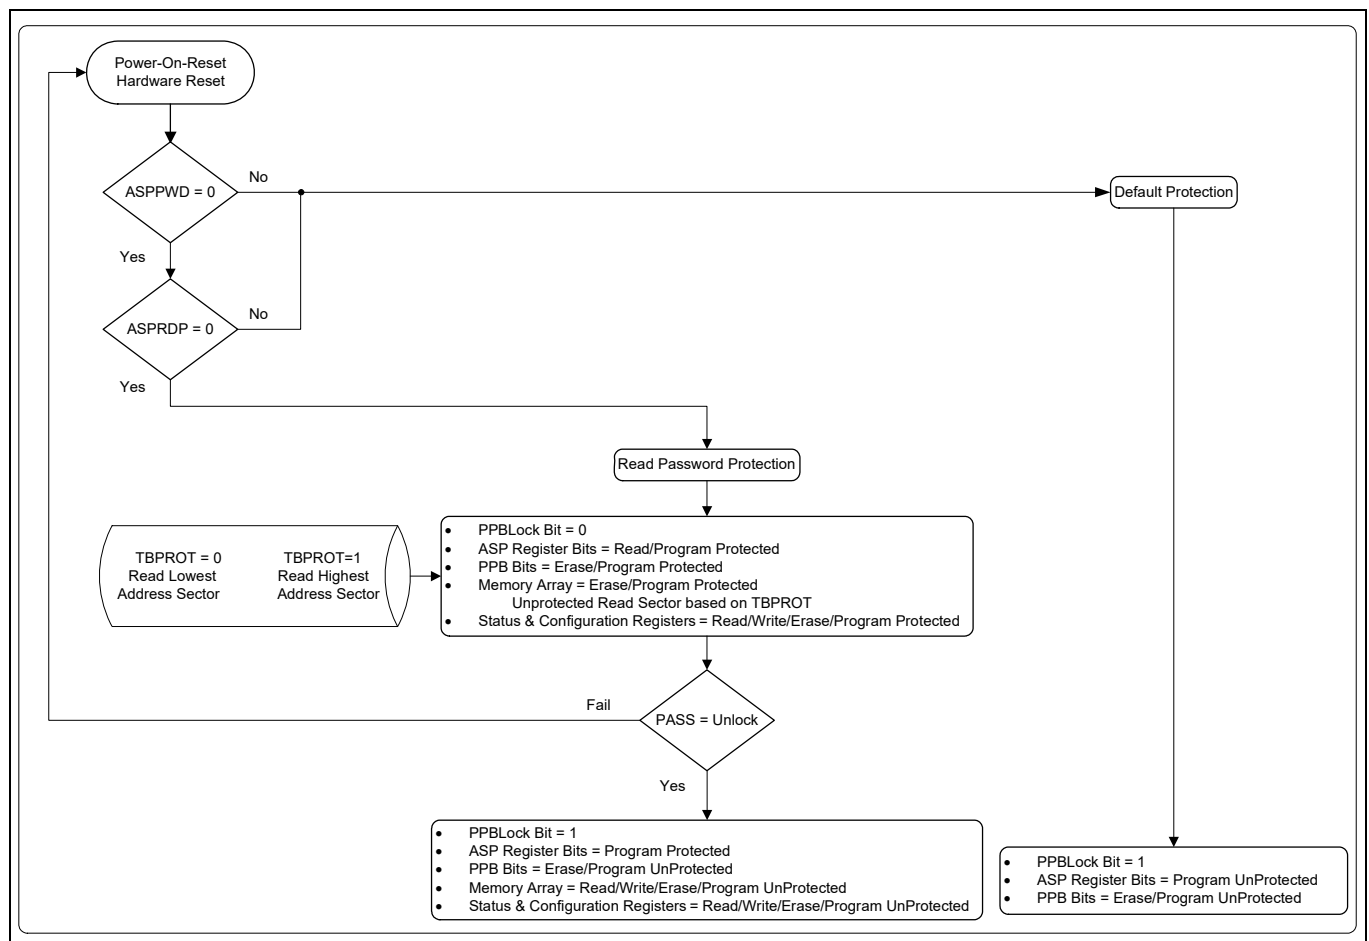 Power-On-Reset
Hardware Reset
ASPPWD = 0
No
Default Protection
Yes
ASPRDP = 0
No
Yes
Read Password Protection
TBPROT = 0
Read Lowest
Address Sector
TBPROT=1
Read Highest
Address Sector
• PPBLock Bit = 0
• ASP Register Bits = Read/Program Protected
• PPB Bits = Erase/Program Protected
• Memory Array = Erase/Program Protected
Unprotected Read Sector based on TBPROT
• Status & Configuration Registers = Read/Write/Erase/Program Protected
Fail
PASS = Unlock
Yes
• PPBLock Bit = 1
• ASP Register Bits = Program Protected
• PPB Bits = Erase/Program UnProtected
• Memory Array = Read/Write/Erase/Program UnProtected
• Status & Configuration Registers = Read/Write/Erase/Program UnProtected
• PPBLock Bit = 1
• ASP Register Bits = Program UnProtected
• PPB Bits = Erase/Program UnProtected